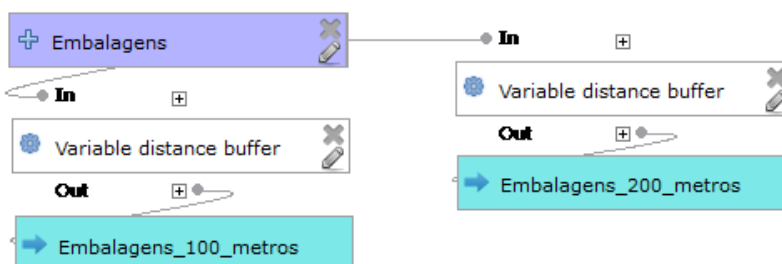 Embalagens
In
In
Variable distance buffer
Variable distance buffer
Out
Out
Embalagens_200_metros
Embalagens_100_metros